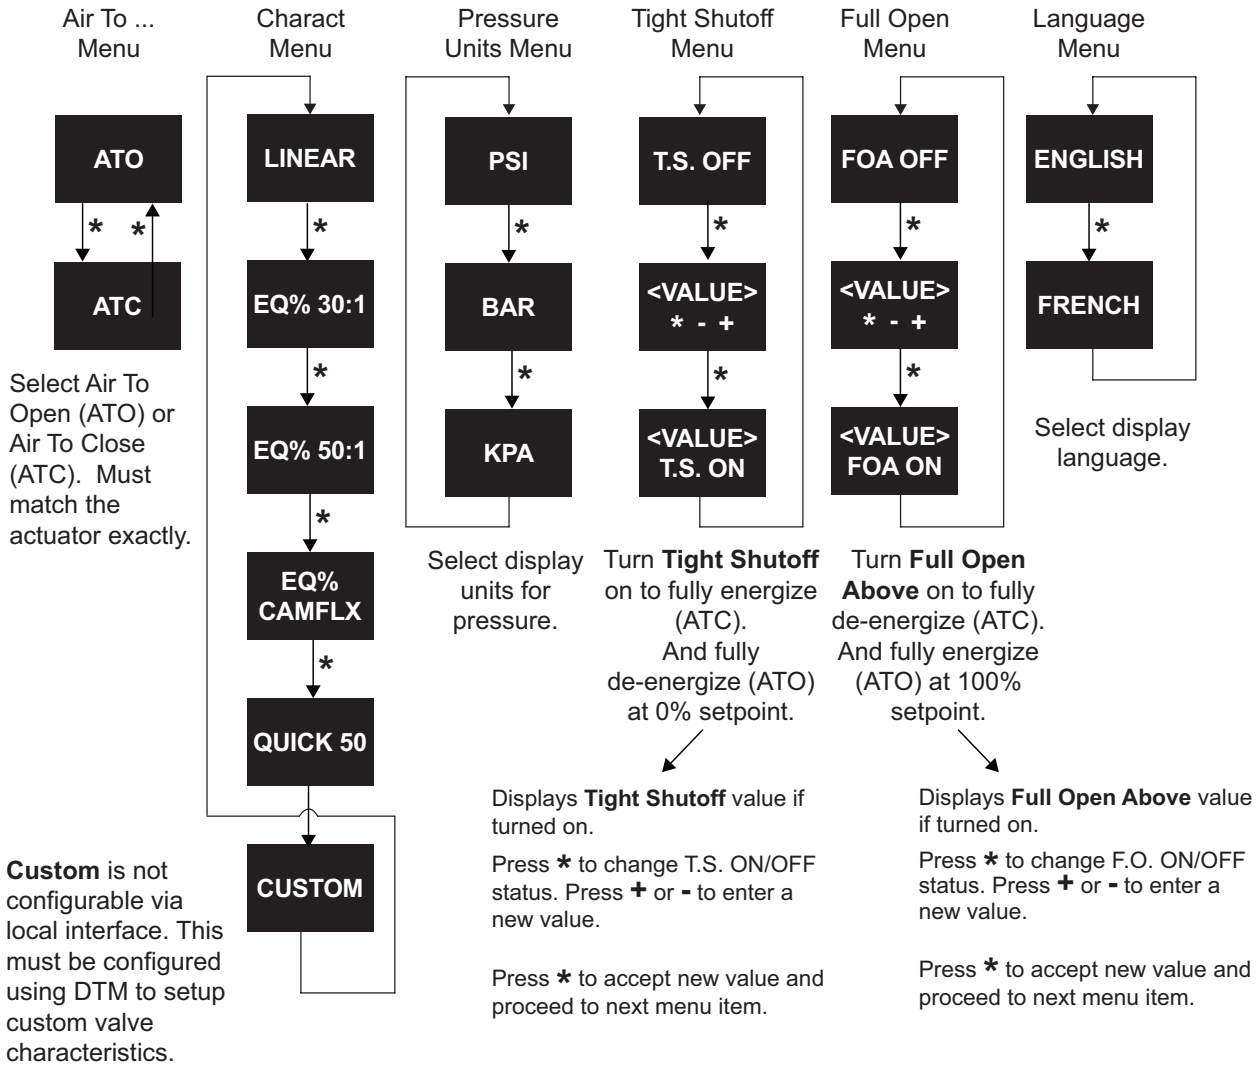 Air To ...
Menu
Charact
Menu
Pressure
Units Menu
Tight Shutoff
Menu
Full Open
Menu
Language
Menu
ATO
*
*
ATC
Select Air To
Open (ATO) or
Air To Close
(ATC).  Must
match the
actuator exactly.
LINEAR
*
EQ% 30:1
*
EQ% 50:1
*
EQ%
CAMFLX
*
QUICK 50
CUSTOM
Custom is not
configurable via
local interface. This
must be configured
using DTM to setup
custom valve
characteristics.
PSI
*
BAR
*
KPA
Select display
units for
pressure.
T.S. OFF
*
<VALUE>
* - +
*
<VALUE>
T.S. ON
Turn Tight Shutoff
on to fully energize
(ATC).
And fully
de-energize (ATO)
at 0% setpoint.
Displays Tight Shutoff value if
turned on.
Press * to change T.S. ON/OFF
status. Press + or - to enter a
new value.
Press * to accept new value and
proceed to next menu item.
FOA OFF
*
<VALUE>
* - +
*
<VALUE>
FOA ON
Turn Full Open
Above on to fully
de-energize (ATC).
And fully energize
(ATO) at 100%
setpoint.
Displays Full Open Above value
if turned on.
Press * to change F.O. ON/OFF
status. Press + or - to enter a
new value.
Press * to accept new value and
proceed to next menu item.
ENGLISH
*
FRENCH
Select display
language.